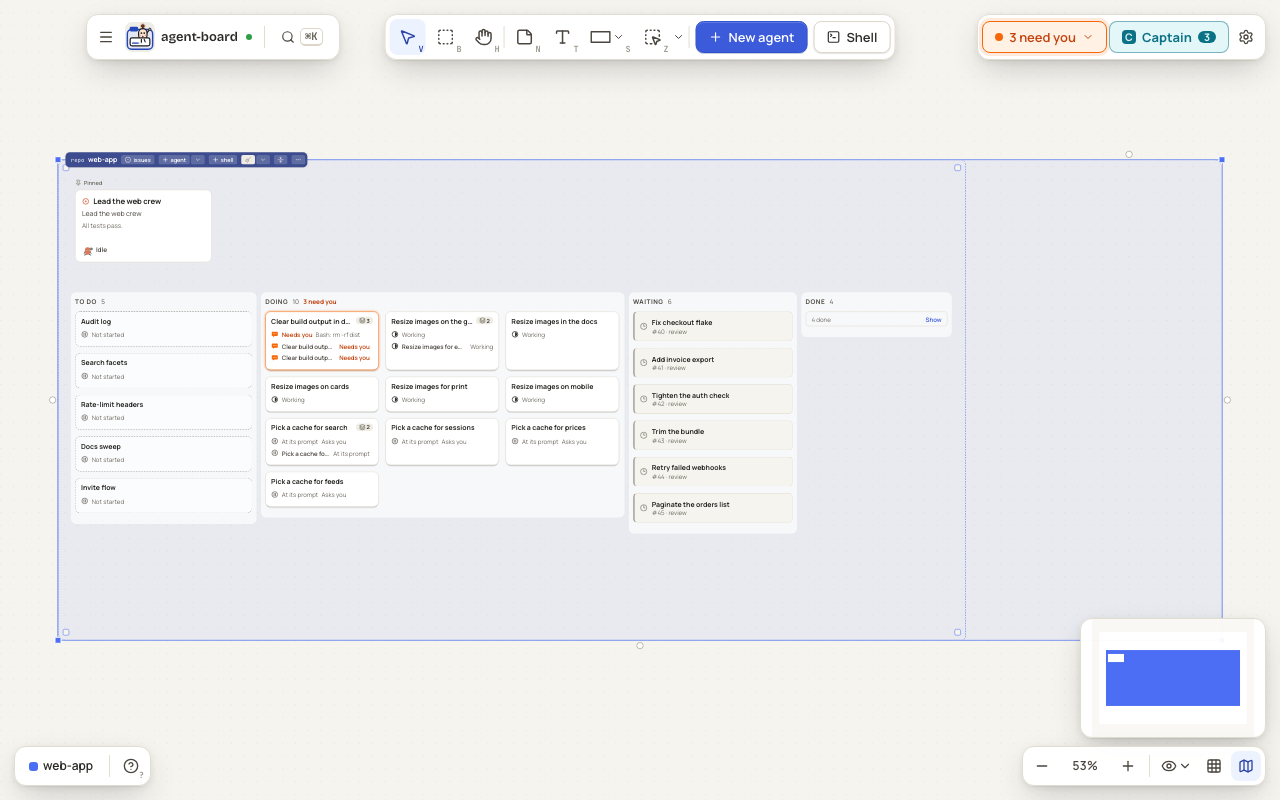 agent-board
⌘K
V
B
H
N
T
S
Z
New agent
Shell
3 need you
C Captain 3
repo web-app issues + agent + shell
Pinned
Lead the web crew
Lead the web crew
All tests pass.
Idle
TO DO 5
Audit log
Not started
Search facets
Not started
Rate-limit headers
Not started
Docs sweep
Not started
Invite flow
Not started
DOING 10 3 need you
Clear build output in d… 3
Needs you Bash: rm -rf dist
Clear build outp… Needs you
Clear build outp… Needs you
Resize images on the g… 2
Working
Resize images for e… Working
Resize images in the docs
Working
Resize images on cards
Working
Resize images for print
Working
Resize images on mobile
Working
Pick a cache for search 2
At its prompt Asks you
Pick a cache fo… At its prompt
Pick a cache for sessions
At its prompt Asks you
Pick a cache for prices
At its prompt Asks you
Pick a cache for feeds
At its prompt Asks you
WAITING 6
Fix checkout flake
#40 · review
Add invoice export
#41 · review
Tighten the auth check
#42 · review
Trim the bundle
#43 · review
Retry failed webhooks
#44 · review
Paginate the orders list
#45 · review
DONE 4
4 done Show
web-app
?
53%